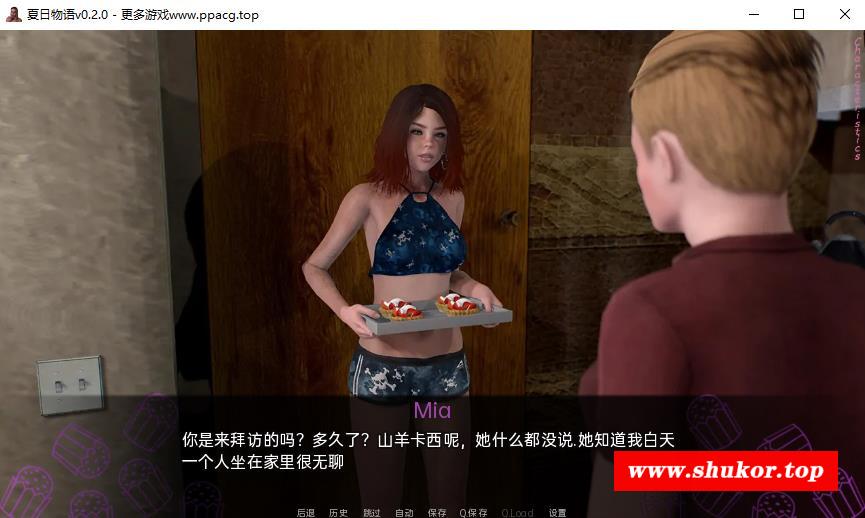 夏日物语v0.2.0 - 更多游戏www.ppacg.top
Characteristics
Mia
你是来拜访的吗？多久了？山羊卡西呢，她什么都没说.她知道我白天
一个人坐在家里很无聊
www.shukor.top
后退 历史 跳过 自动 保存 Q.保存 Q.Load 设置